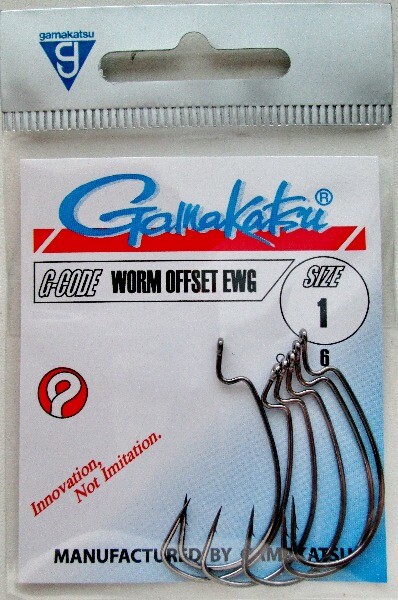 gamakatsu
g
Gamakatsu®
G-CODE WORM OFFSET EWG
SIZE
1
6
Innovation,
Not Imitation.
MANUFACTURED BY GAMAKATSU